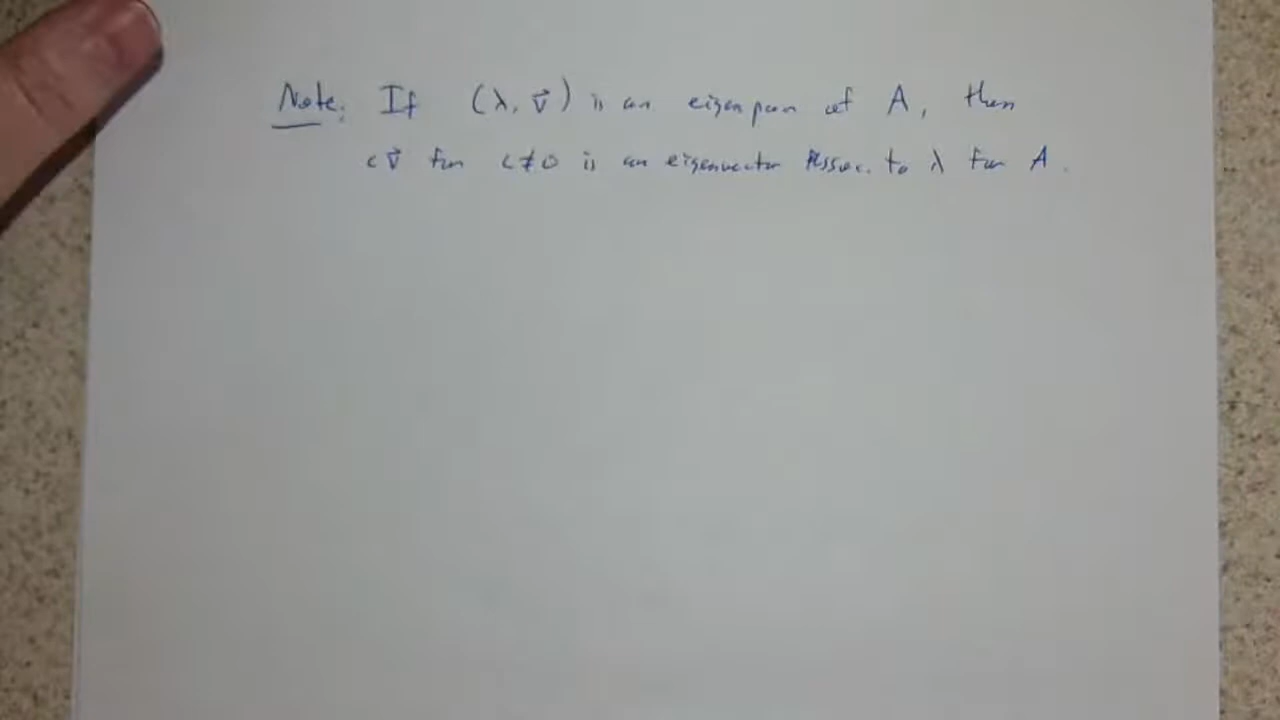 Note: If (λ, v⃗) is an eigenpair of A, then
cv⃗ for c≠0 is an eigenvector assoc. to λ for A.